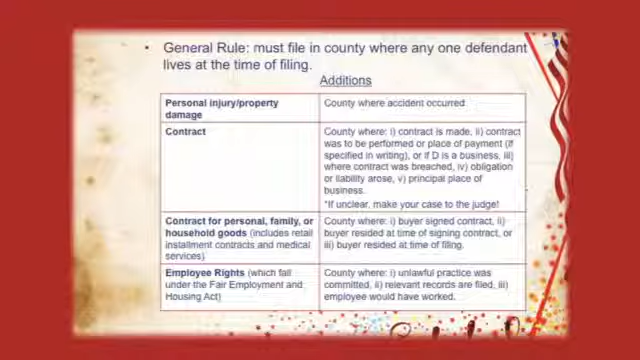 • General Rule: must file in county where any one defendant
lives at the time of filing.
Additions
Personal injury/property
damage
County where accident occurred
Contract
County where: i) contract is made, ii) contract
was to be performed or place of payment (if
specified in writing), or if D is a business, iii)
where contract was breached, iv) obligation
or liability arose, v) principal place of
business.
*If unclear, make your case to the judge!
Contract for personal, family, or
household goods (includes retail
installment contracts and medical
services)
County where: i) buyer signed contract, ii)
buyer resided at time of signing contract, or
iii) buyer resided at time of filing.
Employee Rights (which fall
under the Fair Employment and
Housing Act)
County where: i) unlawful practice was
committed, ii) relevant records are filed, iii)
employee would have worked.